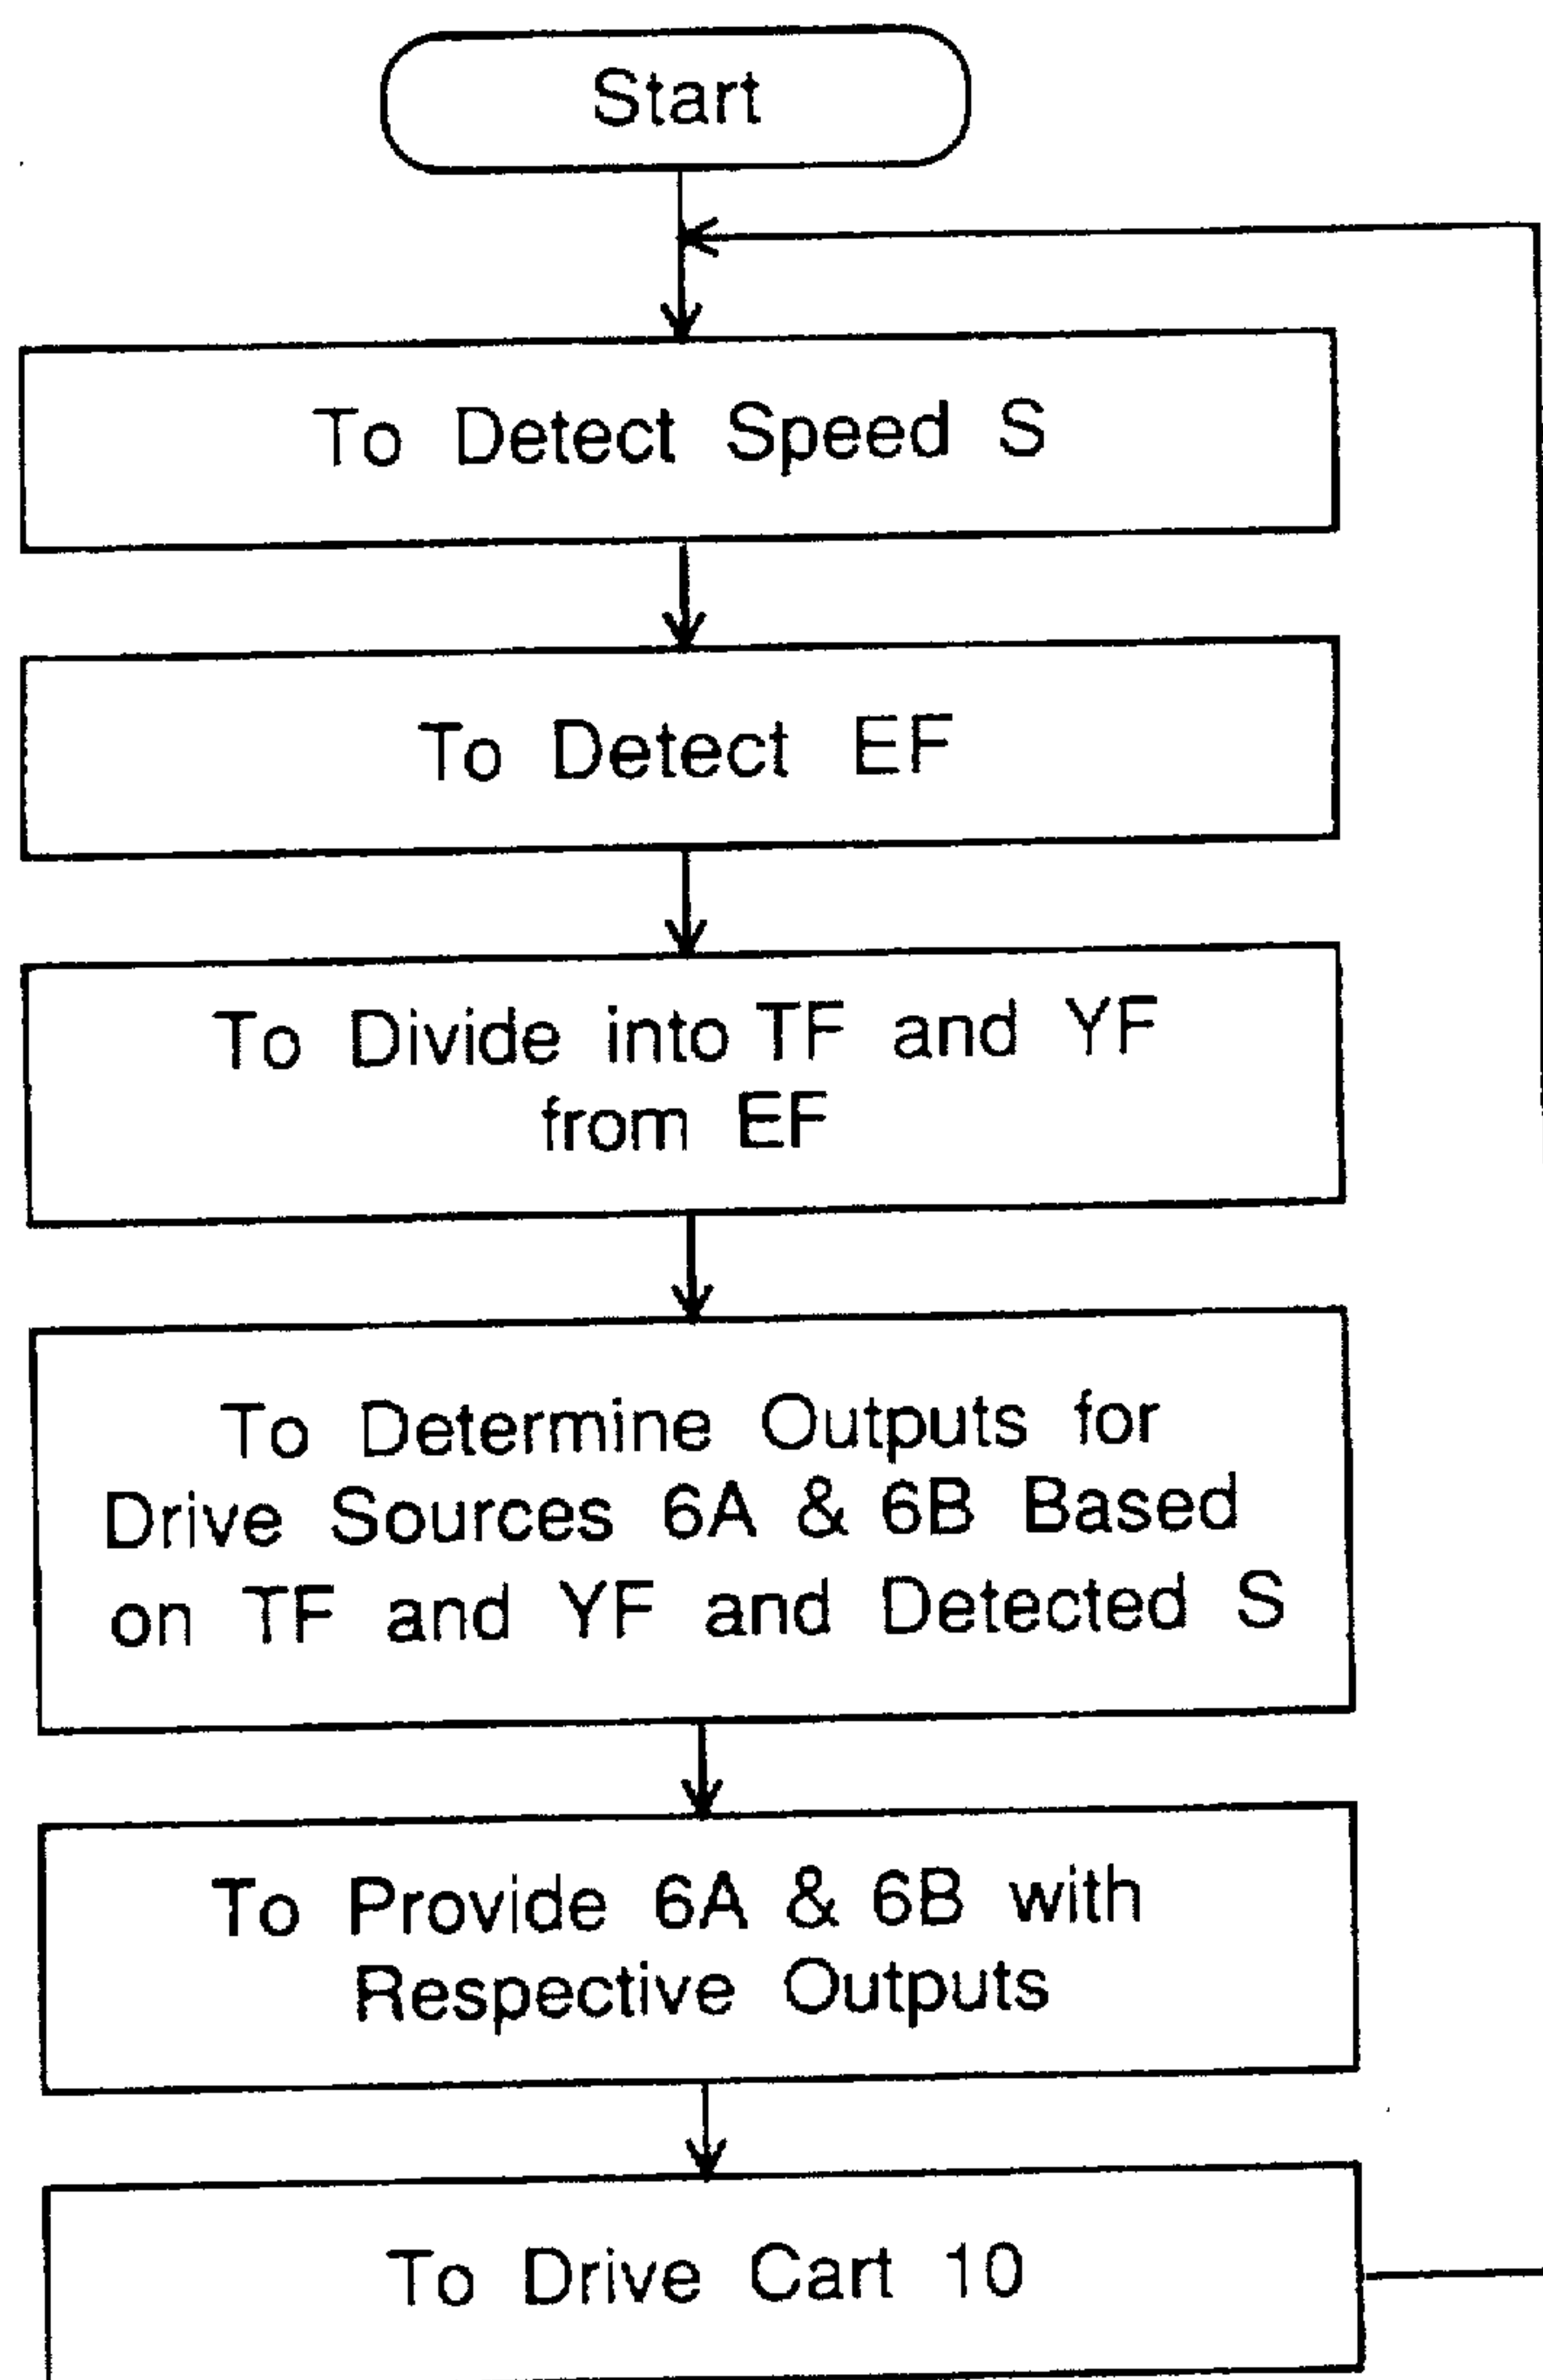 Start
To Detect Speed S
To Detect EF
To Divide into TF and YF
from EF
To Determine Outputs for
Drive Sources 6A & 6B Based
on TF and YF and Detected S
To Provide 6A & 6B with
Respective Outputs
To Drive Cart 10